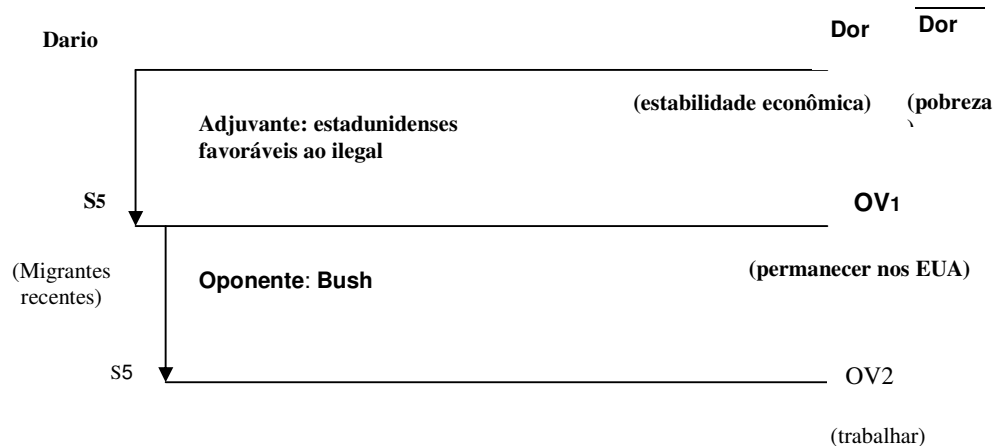 Dor Dor
Dario
(estabilidade econômica) (pobreza
)
Adjuvante: estadunidenses
favoráveis ao ilegal
S5 OV1
(Migrantes
recentes)
Oponente: Bush (permanecer nos EUA)
S5 OV2
(trabalhar)